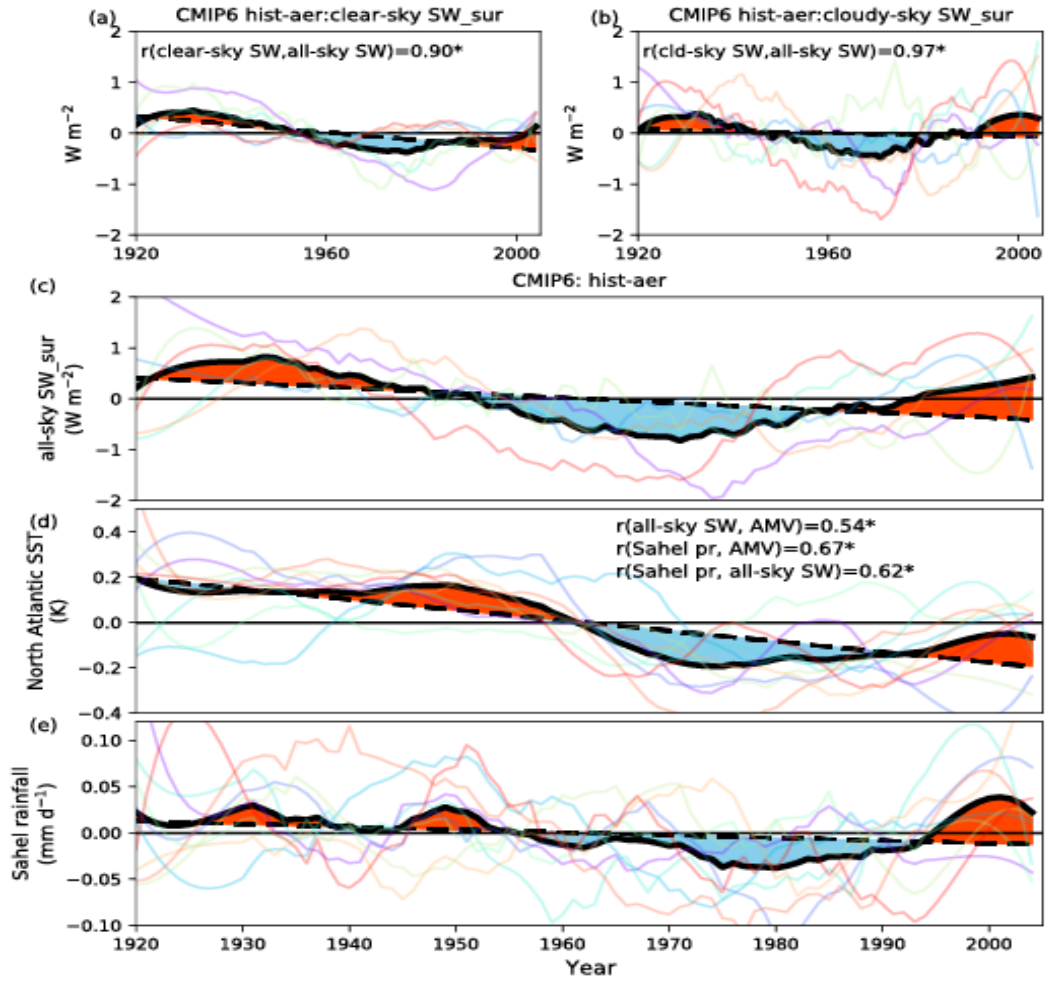 (a) CMIP6 hist-aer:clear-sky SW_sur
(b) CMIP6 hist-aer:cloudy-sky SW_sur
r(clear-sky SW,all-sky SW)=0.90*
r(cld-sky SW,all-sky SW)=0.97*
W m⁻²
2
1
0
−1
−2
1920 1960 2000
W m⁻²
2
1
0
−1
−2
1920 1960 2000
(c) CMIP6: hist-aer
all-sky SW_sur
(W m⁻²)
2
1
0
−1
−2
(d)
r(all-sky SW, AMV)=0.54*
r(Sahel pr, AMV)=0.67*
r(Sahel pr, all-sky SW)=0.62*
North Atlantic SST
(K)
0.4
0.2
0.0
−0.2
−0.4
(e)
Sahel rainfall
(mm d⁻¹)
0.10
0.05
0.00
−0.05
−0.10
1920 1930 1940 1950 1960 1970 1980 1990 2000
Year